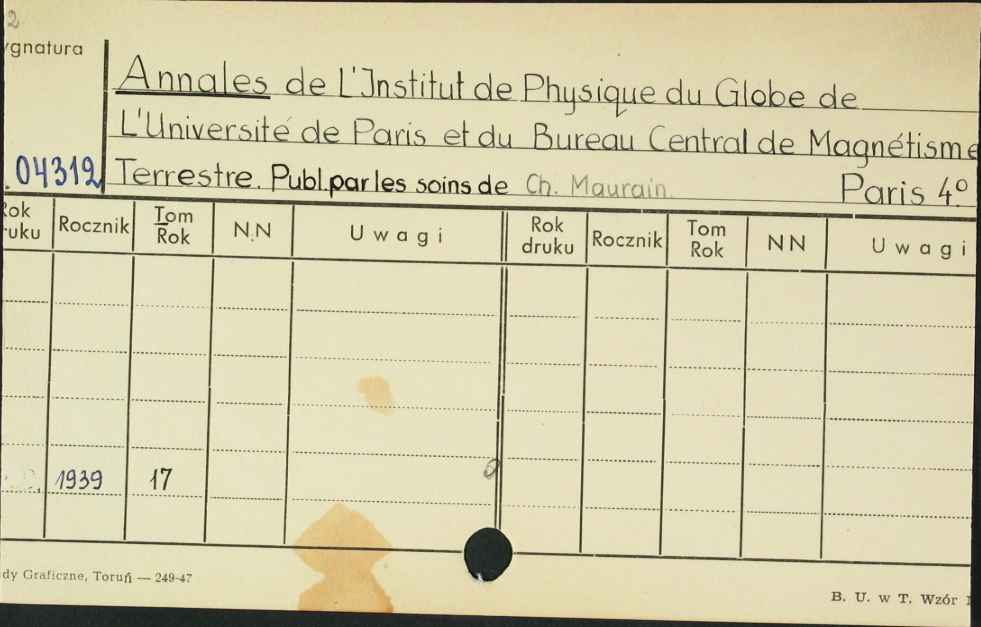 2
ygnatura
Annales de L'Institut de Physique du Globe de
L'Université de Paris et du Bureau Central de Magnétisme
04312 Terrestre. Publ. par les soins de Ch. Maurain. Paris 4º
Rok druku Rocznik Tom Rok N.N Uwagi Rok druku Rocznik Tom Rok NN Uwagi
1939 17
dy Graficzne, Toruń — 249-47
B. U. w T. Wzór